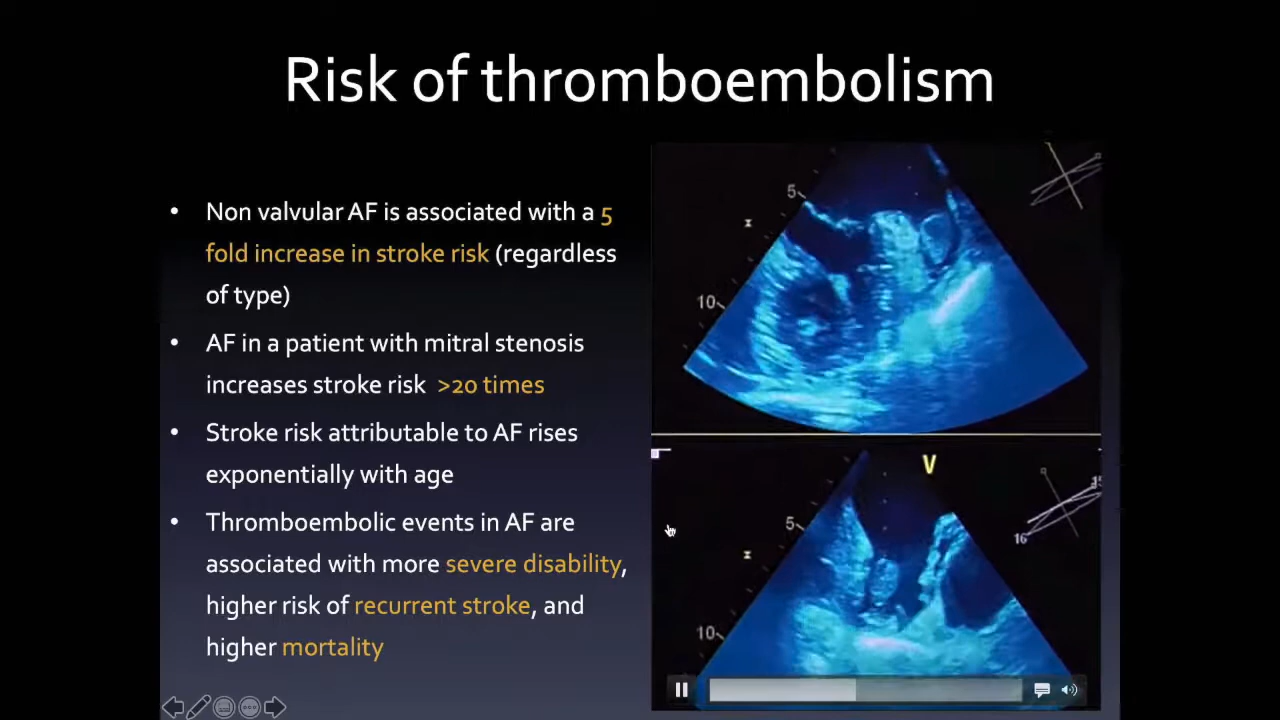 Risk of thromboembolism
• Non valvular AF is associated with a 5
fold increase in stroke risk (regardless
of type)
• AF in a patient with mitral stenosis
increases stroke risk >20 times
• Stroke risk attributable to AF rises
exponentially with age
• Thromboembolic events in AF are
associated with more severe disability,
higher risk of recurrent stroke, and
higher mortality
5
10
V
5
16
15
10